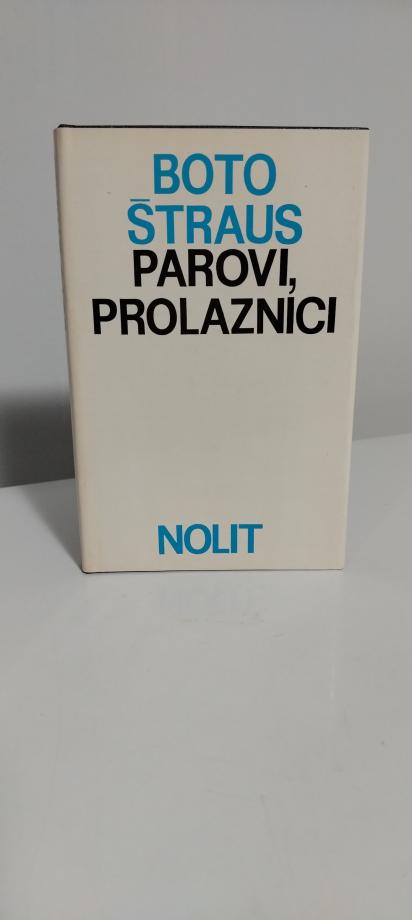 BOTO
ŠTRAUS
PAROVI,
PROLAZNICI
NOLIT